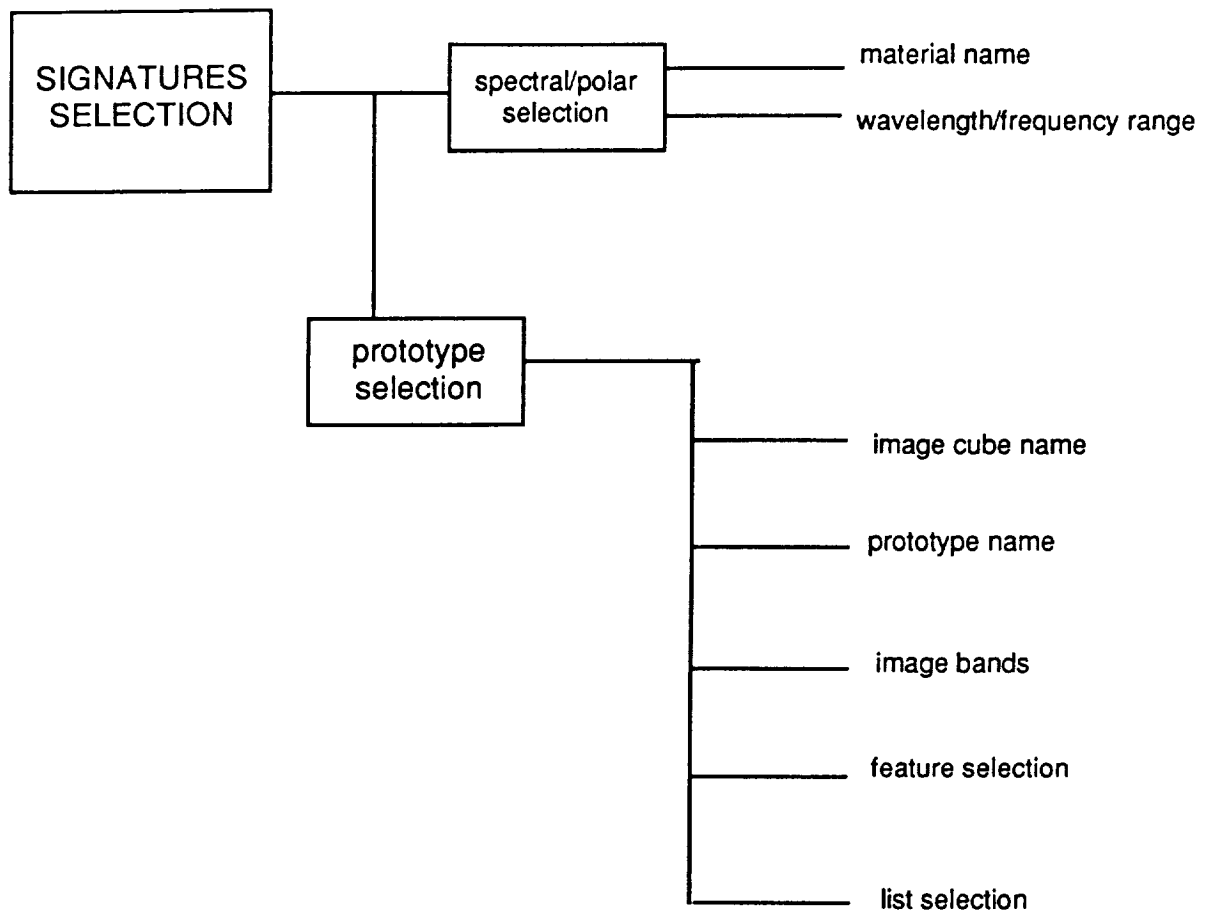 SIGNATURES
SELECTION
spectral/polar
selection
material name
wavelength/frequency range
prototype
selection
image cube name
prototype name
image bands
feature selection
list selection